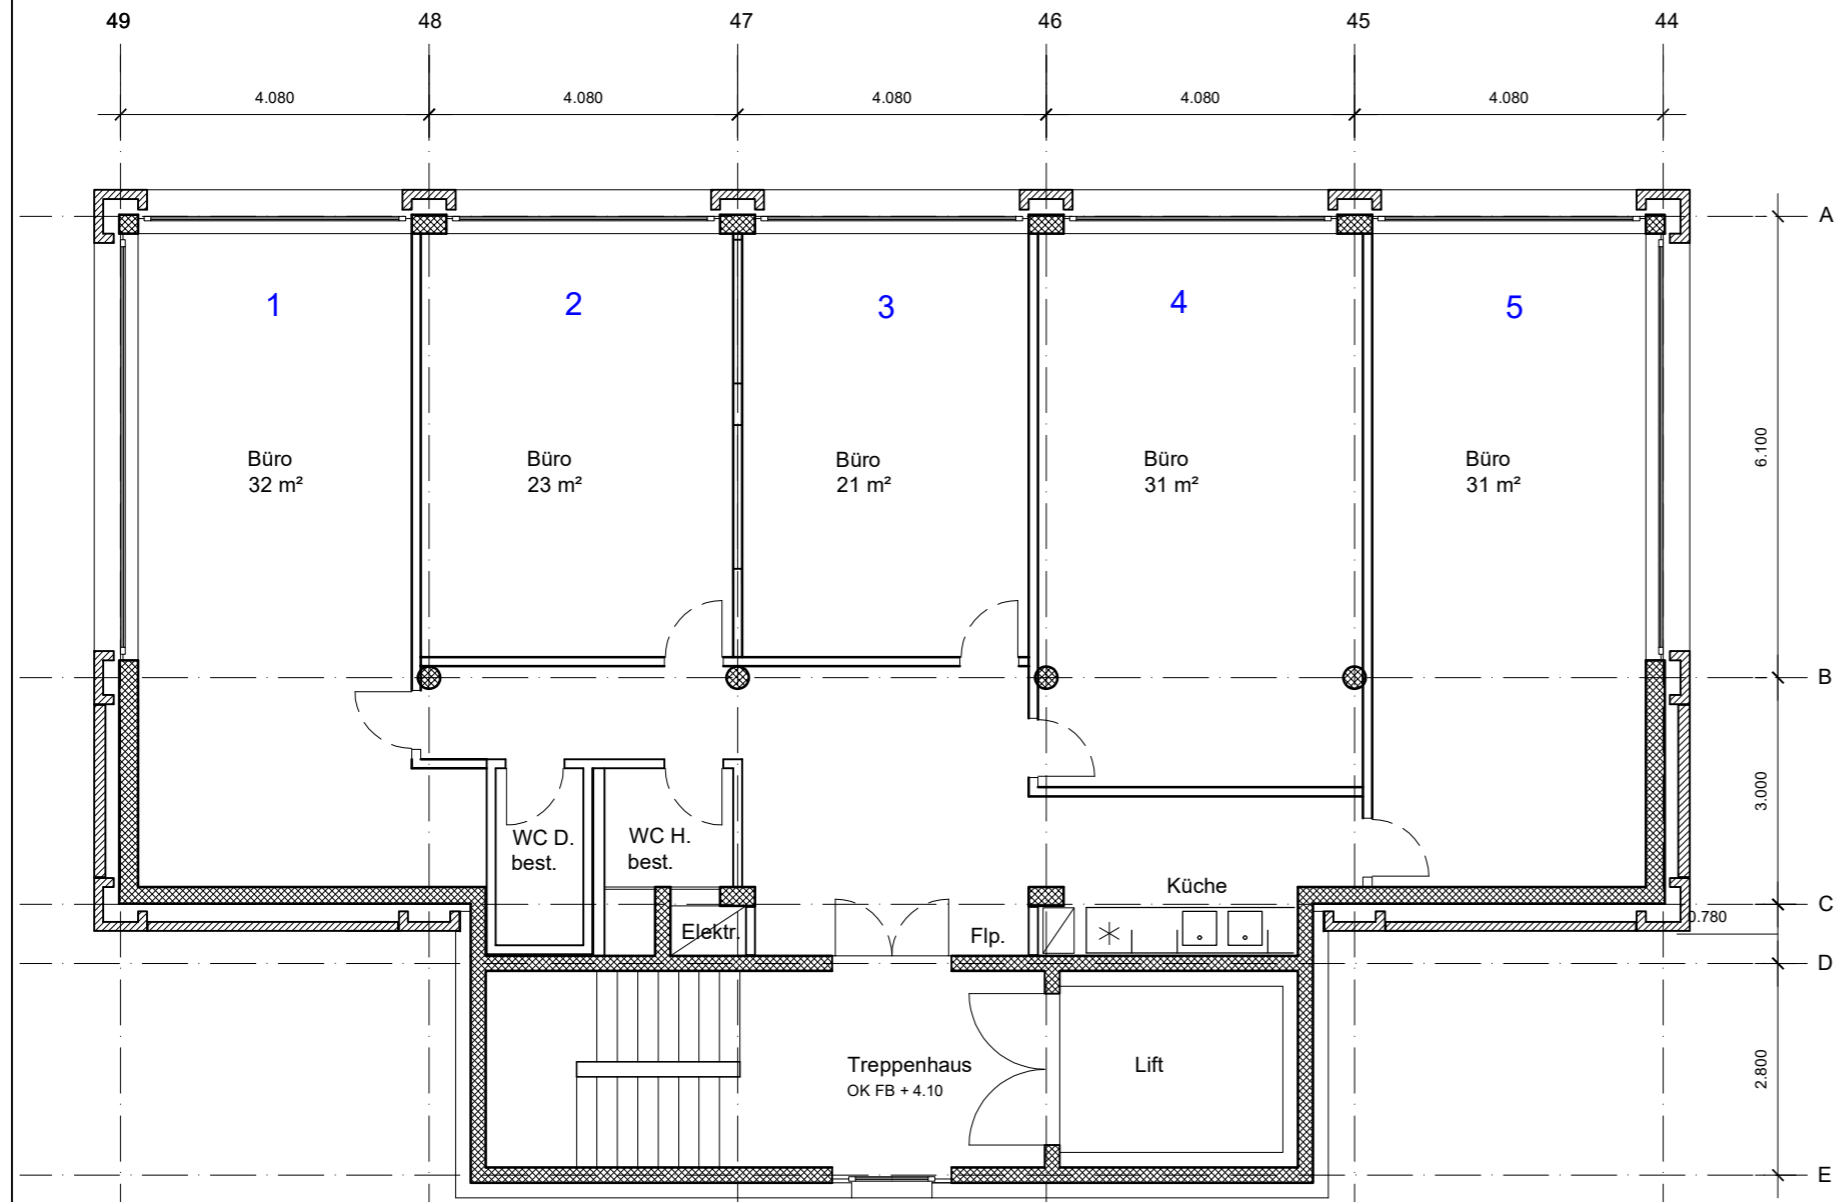 49 48 47 46 45 44
4.080 4.080 4.080 4.080 4.080
A
1 2 3 4 5
6.100
Büro
32 m²
Büro
23 m²
Büro
21 m²
Büro
31 m²
Büro
31 m²
B
3.000
WC D.
best.
WC H.
best.
Küche
C
0.780
Elektr.
Flp.
D
Treppenhaus
OK FB + 4.10
Lift
2.800
E